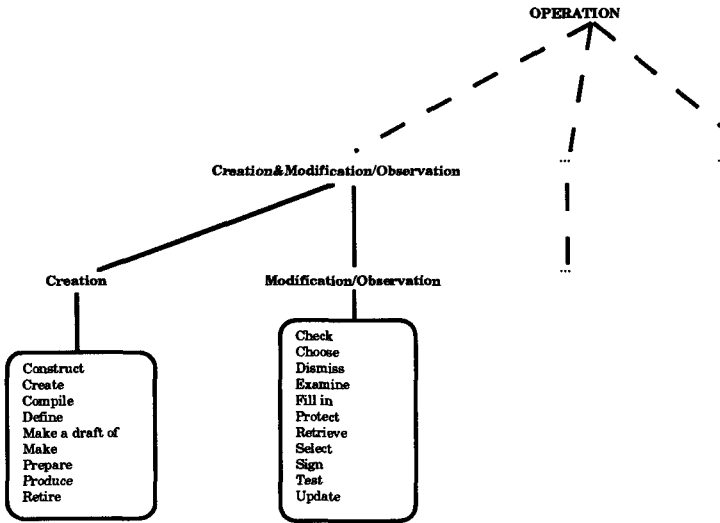 OPERATION
...
Creation&Modification/Observation
Creation
Modification/Observation
...
Construct
Create
Compile
Define
Make a draft of
Make
Prepare
Produce
Retire
Check
Choose
Dismiss
Examine
Fill in
Protect
Retrieve
Select
Sign
Test
Update